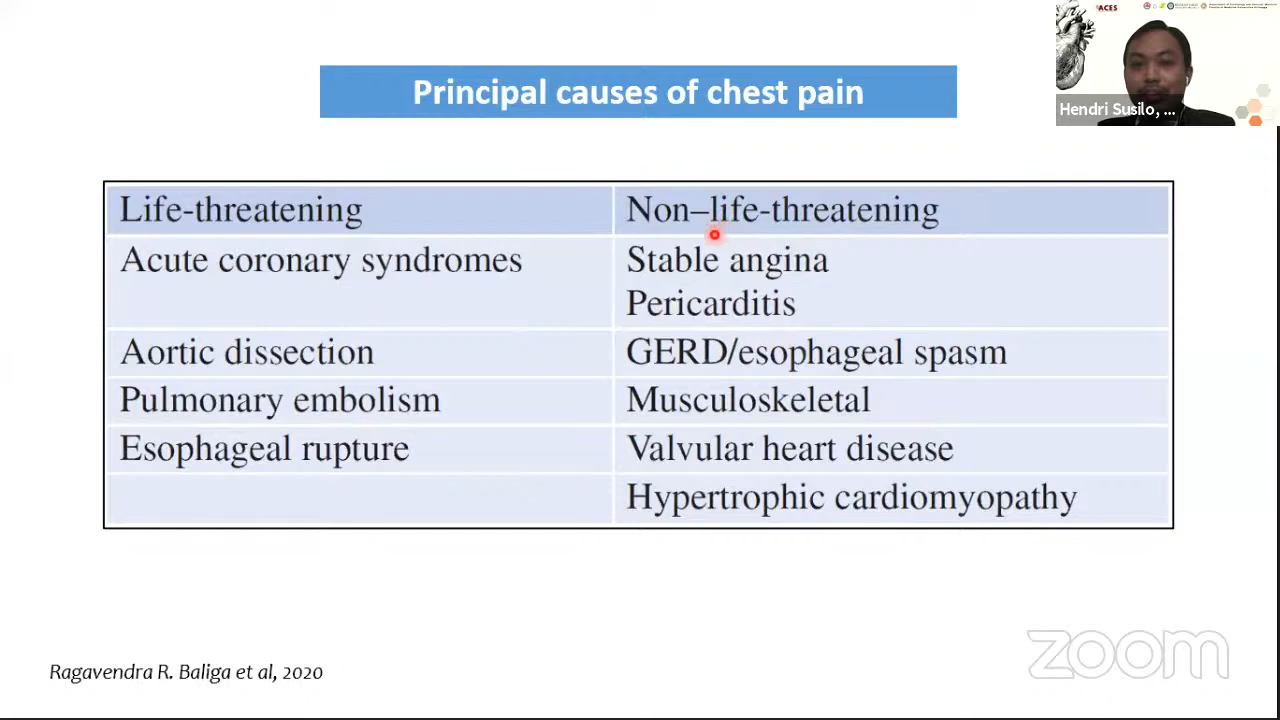 ACES
Hendri Susilo, ...
Principal causes of chest pain
Life-threatening
Non–life-threatening
Acute coronary syndromes
Stable angina
Pericarditis
Aortic dissection
GERD/esophageal spasm
Pulmonary embolism
Musculoskeletal
Esophageal rupture
Valvular heart disease
Hypertrophic cardiomyopathy
Ragavendra R. Baliga et al, 2020
zoom